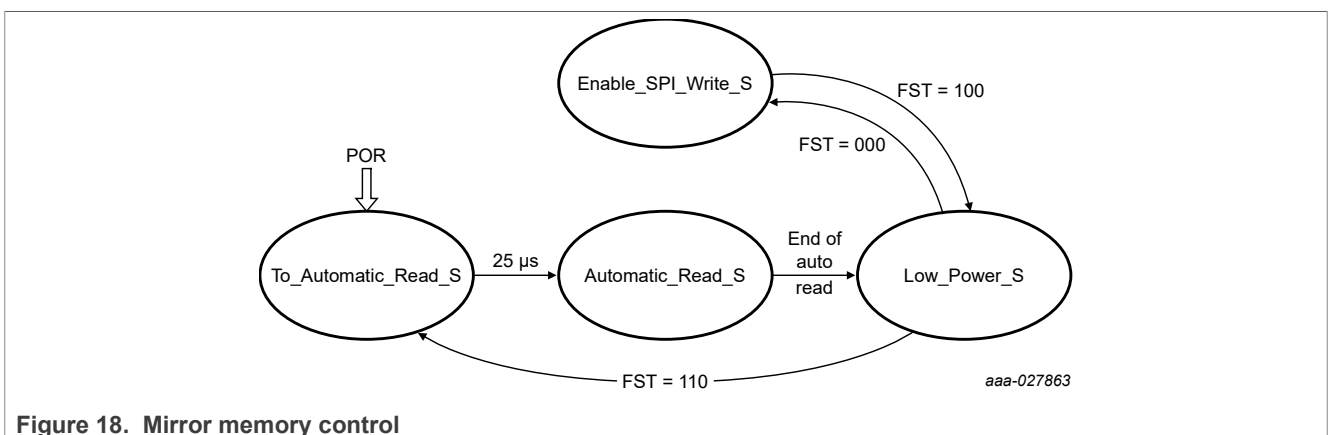 Enable_SPI_Write_S
FST = 100
FST = 000
POR
To_Automatic_Read_S
25 µs
Automatic_Read_S
End of
auto
read
Low_Power_S
FST = 110
aaa-027863
Figure 18. Mirror memory control